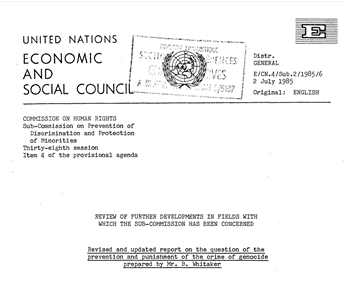 UNITED NATIONS
E
ECONOMIC
AND
SOCIAL COUNCIL
Distr.
GENERAL
E/CN.4/Sub.2/1985/6
2 July 1985
Original: ENGLISH
COMMISSION ON HUMAN RIGHTS
Sub-Commission on Prevention of
Discrimination and Protection
of Minorities
Thirty-eighth session
Item 4 of the provisional agenda
REVIEW OF FURTHER DEVELOPMENTS IN FIELDS WITH
WHICH THE SUB-COMMISSION HAS BEEN CONCERNED
Revised and updated report on the question of the
prevention and punishment of the crime of genocide
prepared by Mr. B. Whitaker